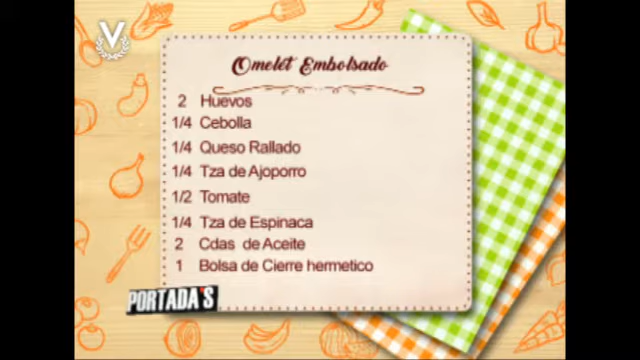 V
Omelét Embolsado
2 Huevos
1/4 Cebolla
1/4 Queso Rallado
1/4 Tza de Ajoporro
1/2 Tomate
1/4 Tza de Espinaca
2 Cdas de Aceite
1 Bolsa de Cierre hermetico
PORTADA'S